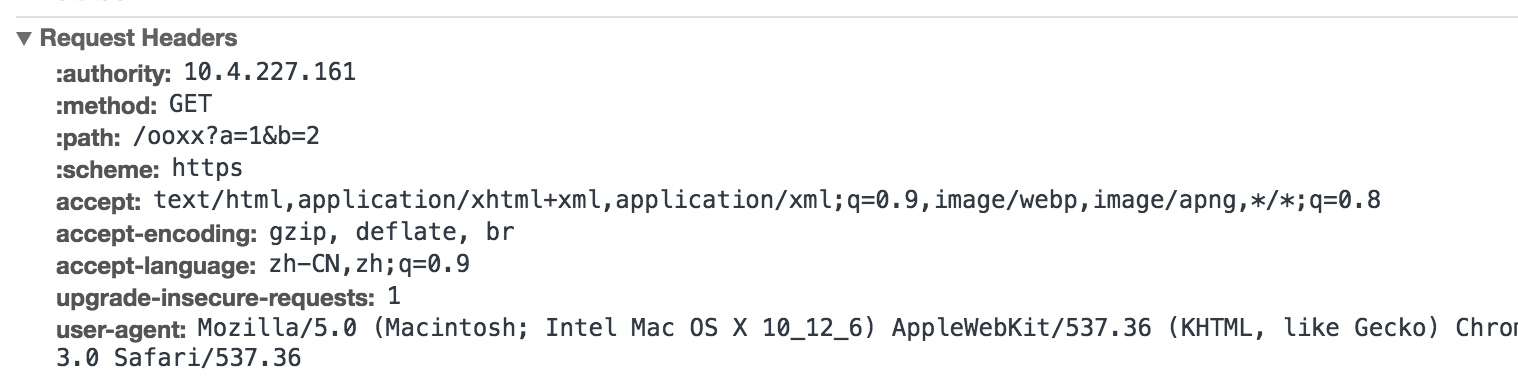 Request Headers
:authority: 10.4.227.161
:method: GET
:path: /ooxx?a=1&b=2
:scheme: https
accept: text/html,application/xhtml+xml,application/xml;q=0.9,image/webp,image/apng,*/*;q=0.8
accept-encoding: gzip, deflate, br
accept-language: zh-CN,zh;q=0.9
upgrade-insecure-requests: 1
user-agent: Mozilla/5.0 (Macintosh; Intel Mac OS X 10_12_6) AppleWebKit/537.36 (KHTML, like Gecko)
3.0 Safari/537.36